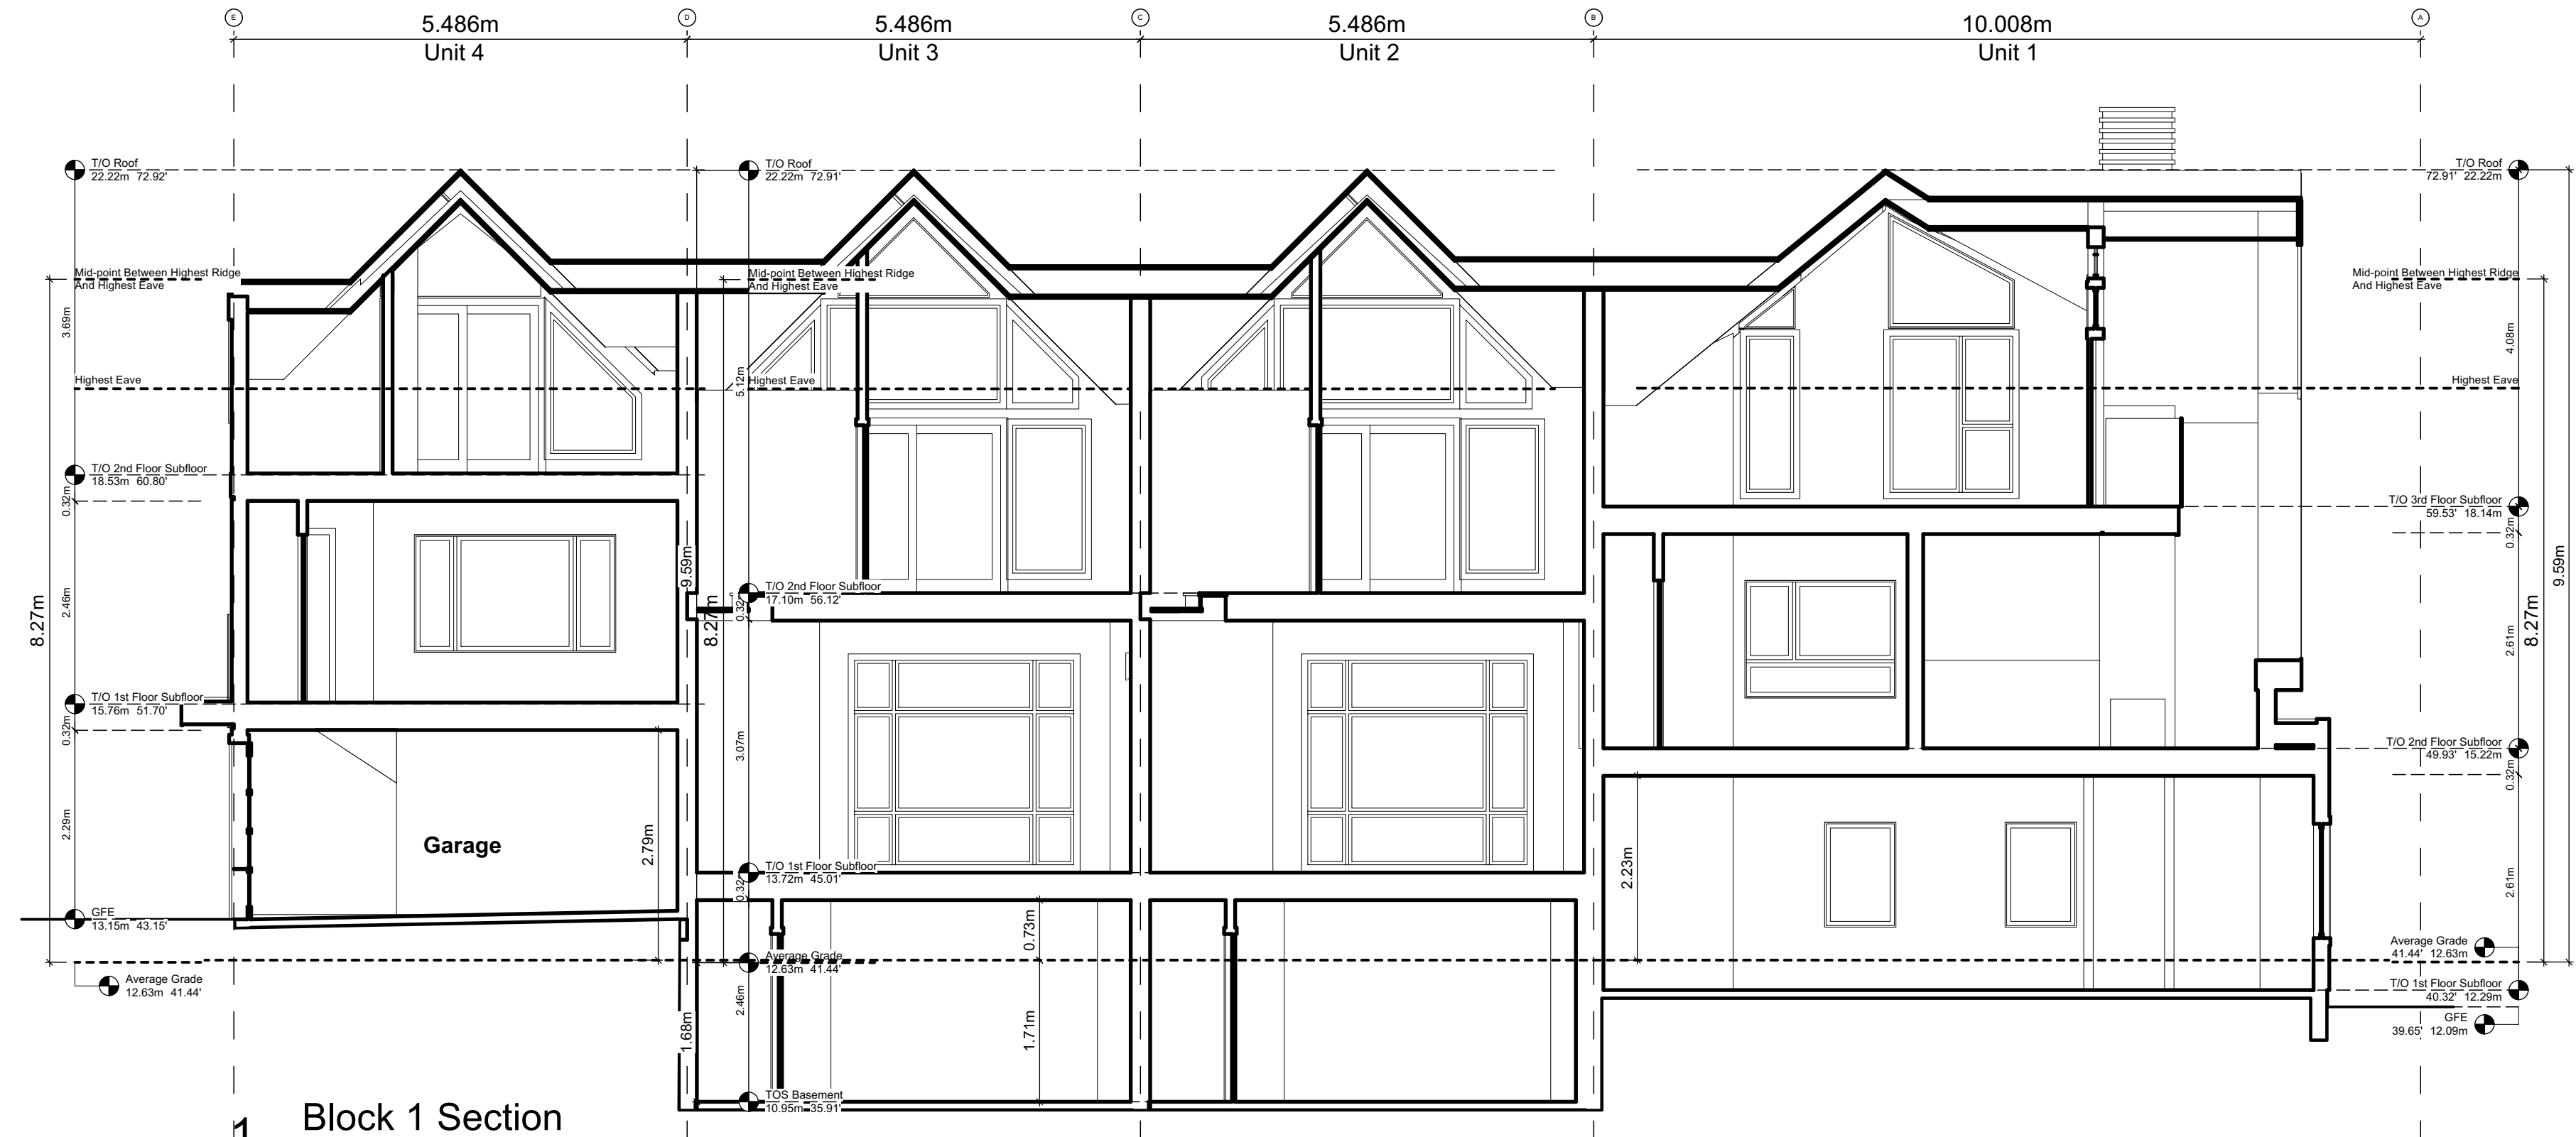 E
D
C
B
A
5.486m
5.486m
5.486m
10.008m
Unit 4
Unit 3
Unit 2
Unit 1
T/O Roof
22.22m 72.92'
T/O Roof
22.22m 72.91'
T/O Roof
72.91' 22.22m
Mid-point Between Highest Ridge
And Highest Eave
Mid-point Between Highest Ridge
And Highest Eave
Mid-point Between Highest Ridge
And Highest Eave
3.69m
5.12m
4.08m
Highest Eave
Highest Eave
Highest Eave
T/O 2nd Floor Subfloor
18.53m 60.80'
0.32m
T/O 3rd Floor Subfloor
59.53' 18.14m
0.32m
9.59m
9.59m
T/O 2nd Floor Subfloor
17.10m 56.12'
0.32
2.46m
8.27m
8.27m
8.27m
2.61m
T/O 1st Floor Subfloor
15.76m 51.70'
0.32m
3.07m
T/O 2nd Floor Subfloor
49.93' 15.22m
0.32m
2.29m
Garage
2.79m
T/O 1st Floor Subfloor
13.72m 45.01'
0.32
2.23m
2.61m
GFE
13.15m 43.15'
0.73m
Average Grade
12.63m 41.44'
Average Grade
41.44' 12.63m
Average Grade
12.63m 41.44'
T/O 1st Floor Subfloor
40.32' 12.29m
2.46m
1.68m
1.71m
GFE
39.65' 12.09m
TOS Basement
10.95m 35.91'
1
Block 1 Section